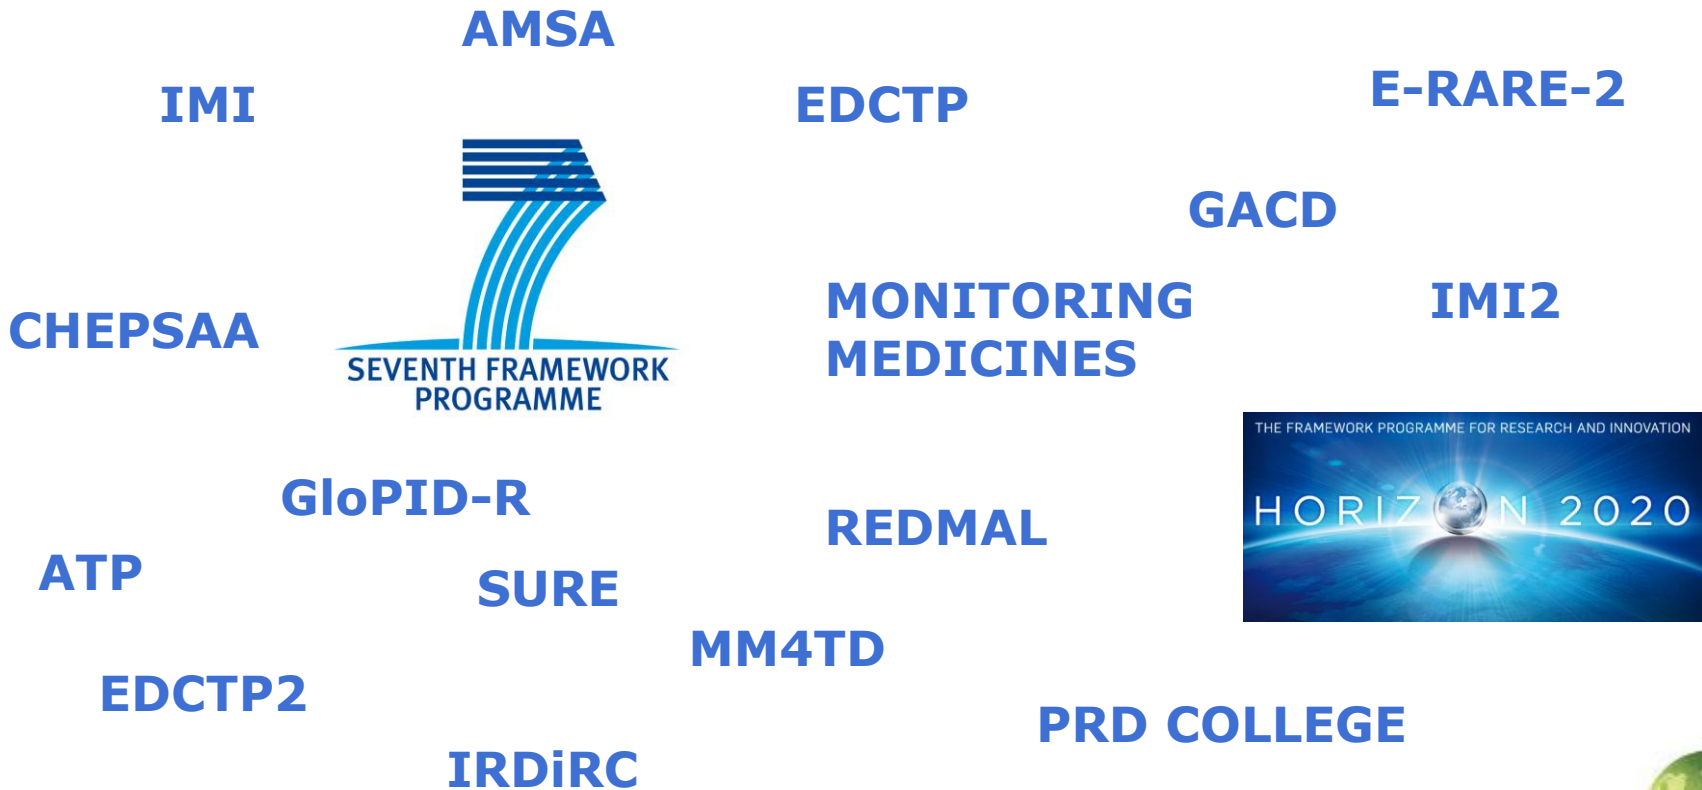 AMSA
IMI
EDCTP
E-RARE-2
GACD
CHEPSAA
SEVENTH FRAMEWORK
PROGRAMME
MONITORING
MEDICINES
IMI2
THE FRAMEWORK PROGRAMME FOR RESEARCH AND INNOVATION
HORIZON 2020
GloPID-R
REDMAL
ATP
SURE
MM4TD
EDCTP2
PRD COLLEGE
IRDiRC